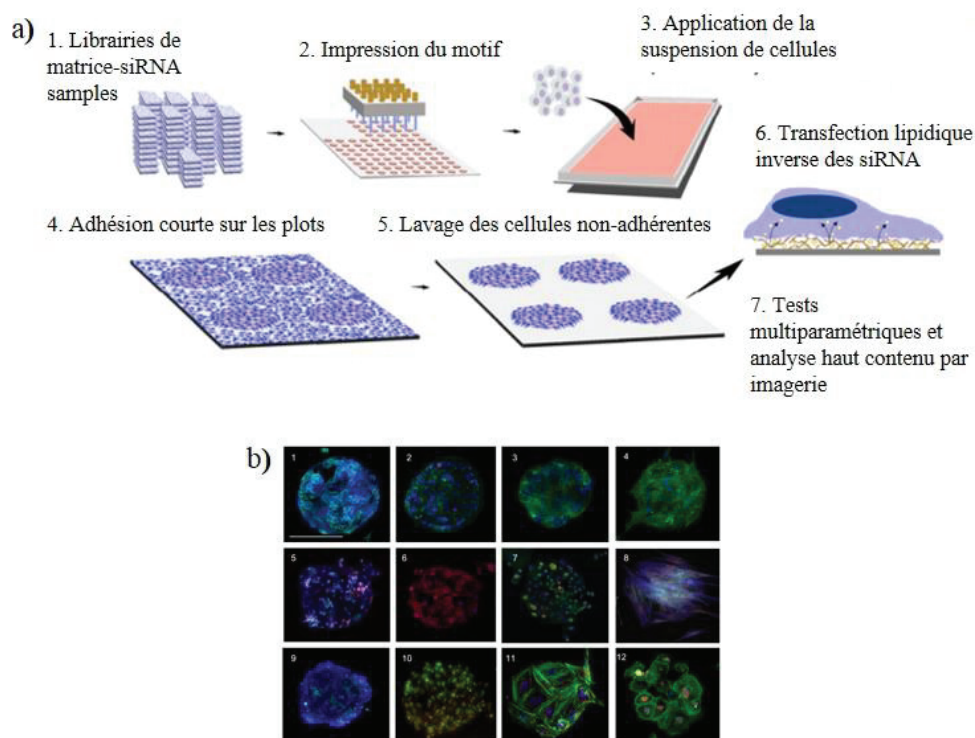 a)
1. Librairies de
matrice-siRNA
samples
2. Impression du motif
3. Application de la
suspension de cellules
4. Adhésion courte sur les plots
5. Lavage des cellules non-adhérentes
6. Transfection lipidique
inverse des siRNA
7. Tests
multiparamétriques et
analyse haut contenu par
imagerie
b)
1
2
3
4
5
6
7
8
9
10
11
12